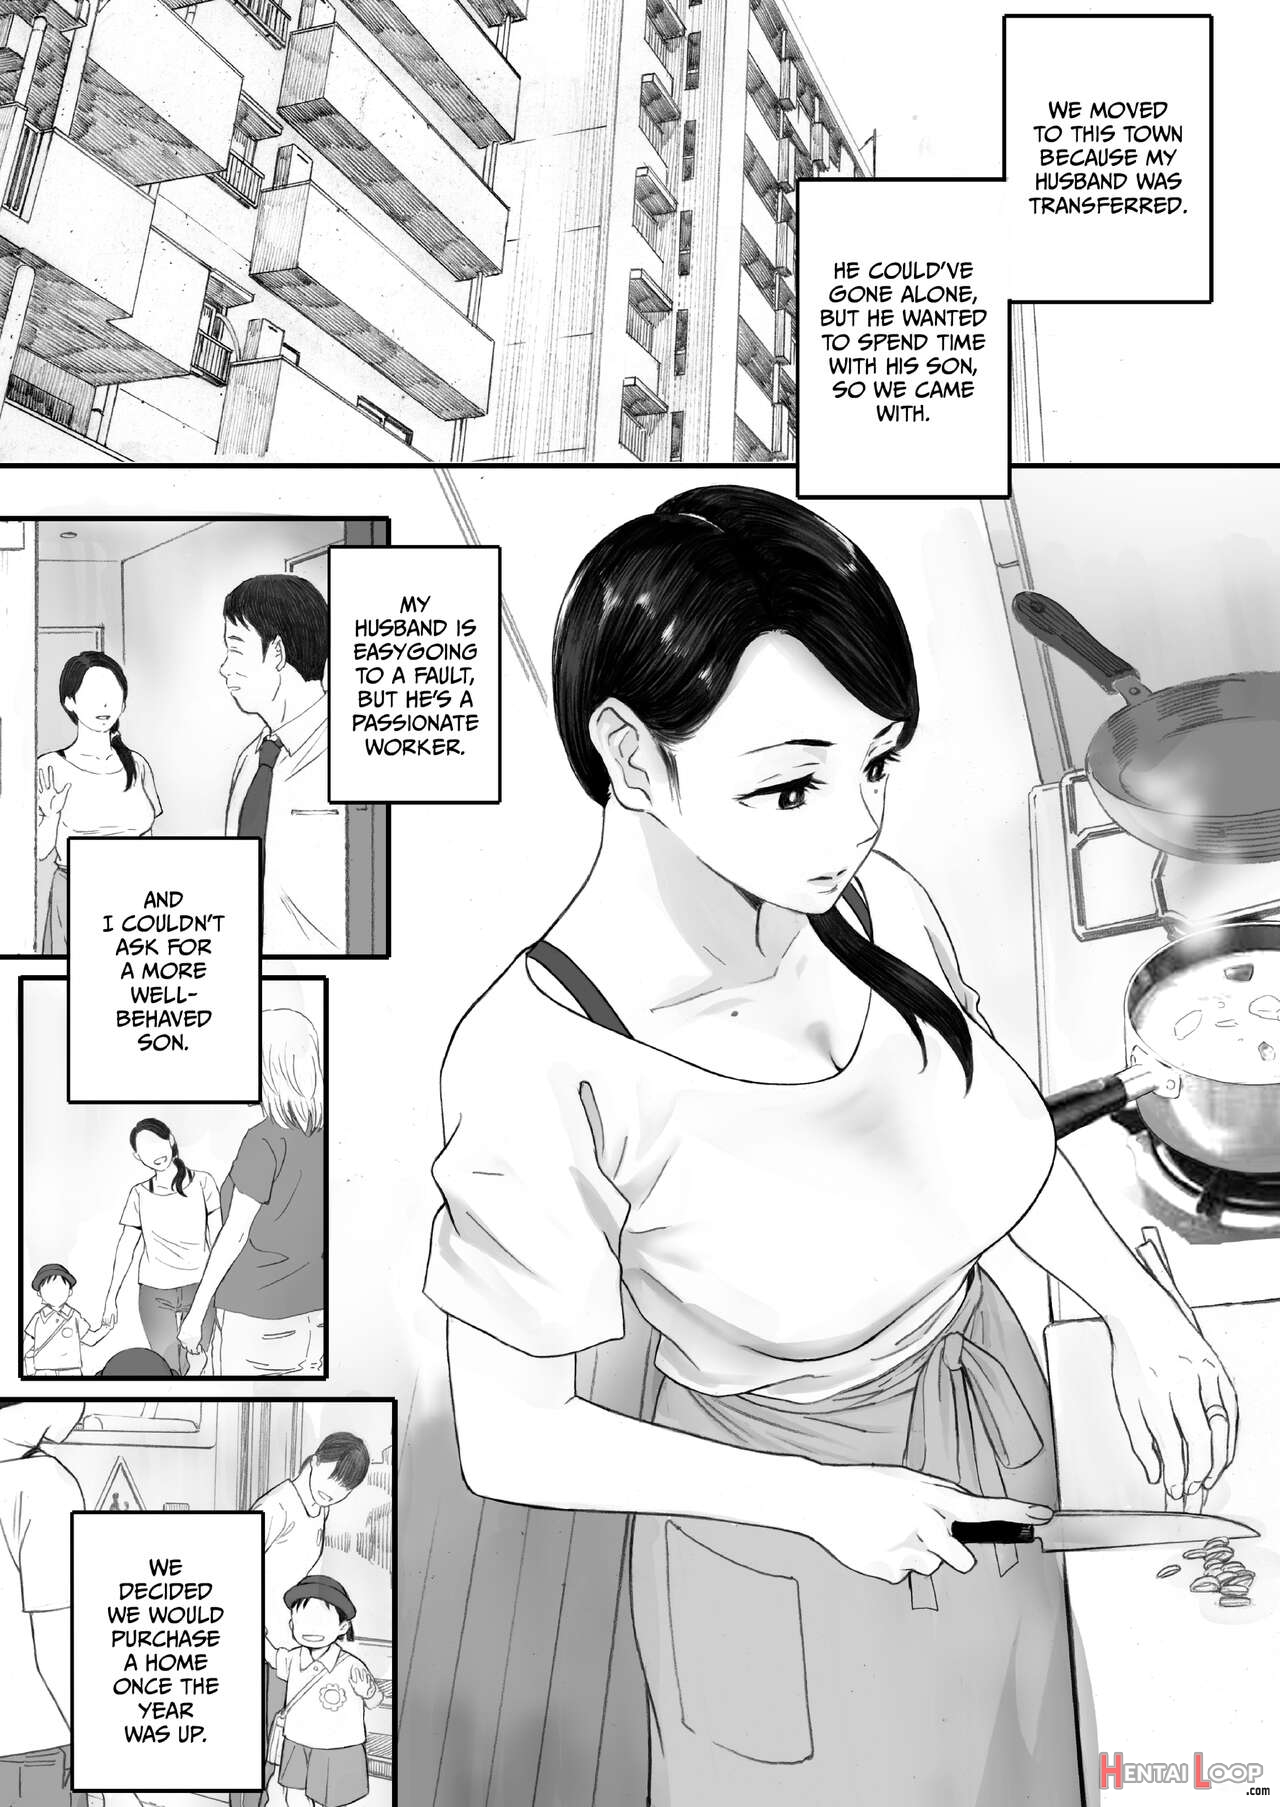 WE MOVED
TO THIS TOWN
BECAUSE MY
HUSBAND WAS
TRANSFERRED.
HE COULD'VE
GONE ALONE,
BUT HE WANTED
TO SPEND TIME
WITH HIS SON,
SO WE CAME
WITH.
MY
HUSBAND IS
EASYGOING
TO A FAULT,
BUT HE'S A
PASSIONATE
WORKER.
AND
I COULDN'T
ASK FOR
A MORE
WELL-
BEHAVED
SON.
WE
DECIDED
WE WOULD
PURCHASE
A HOME
ONCE THE
YEAR
WAS UP.
HENTAI LOOP
.com